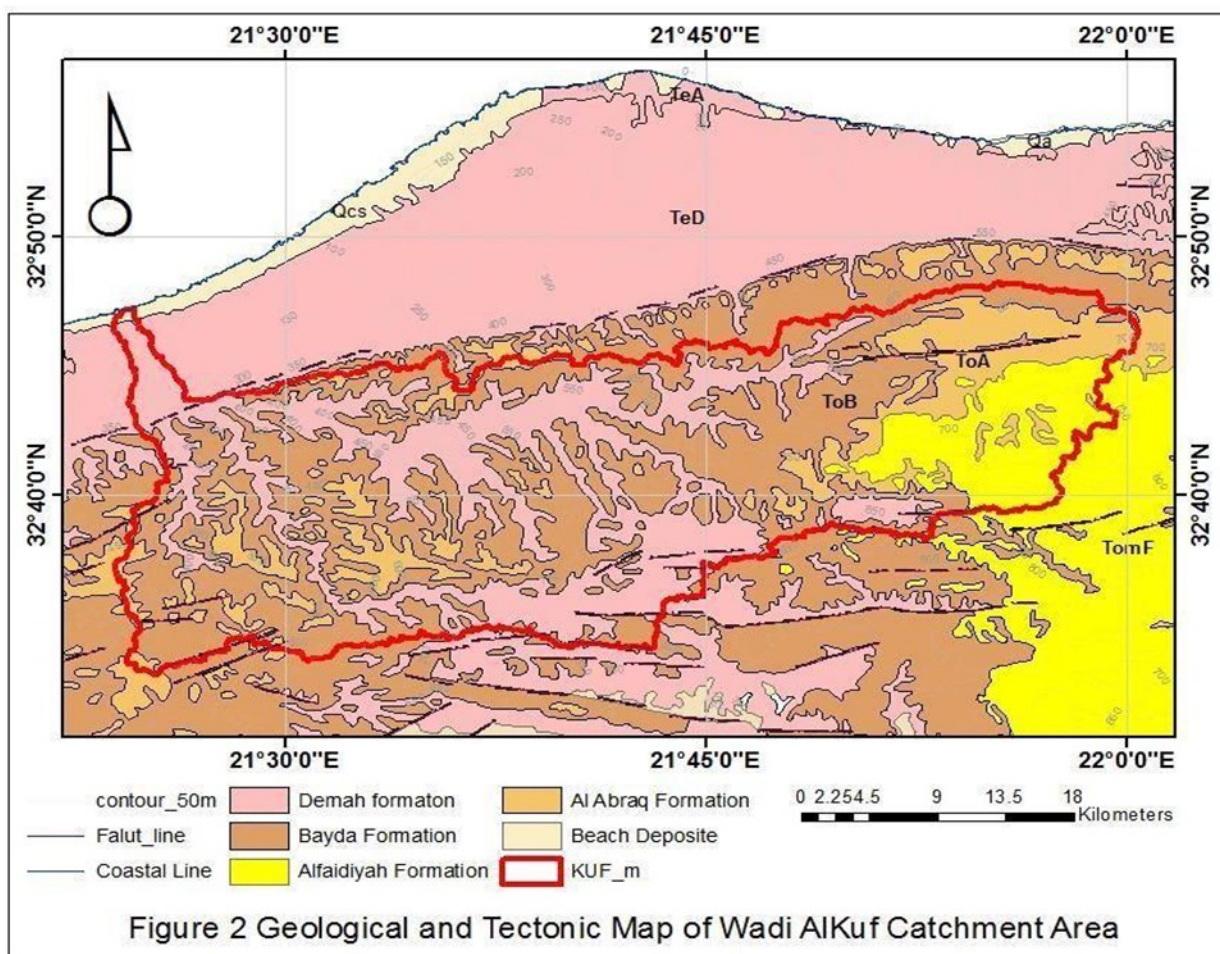 21°30'0"E 21°45'0"E 22°0'0"E
TeA
Qa
Qcs
TeD
32°50'0"N 32°50'0"N
ToA
ToB
32°40'0"N 32°40'0"N
TomF
21°30'0"E 21°45'0"E 22°0'0"E
contour_50m Demah formaton Al Abraq Formation
Falut_line Bayda Formation Beach Deposite
Coastal Line Alfaidiyah Formation KUF_m
0 2.25 4.5 9 13.5 18
Kilometers
Figure 2 Geological and Tectonic Map of Wadi AlKuf Catchment Area